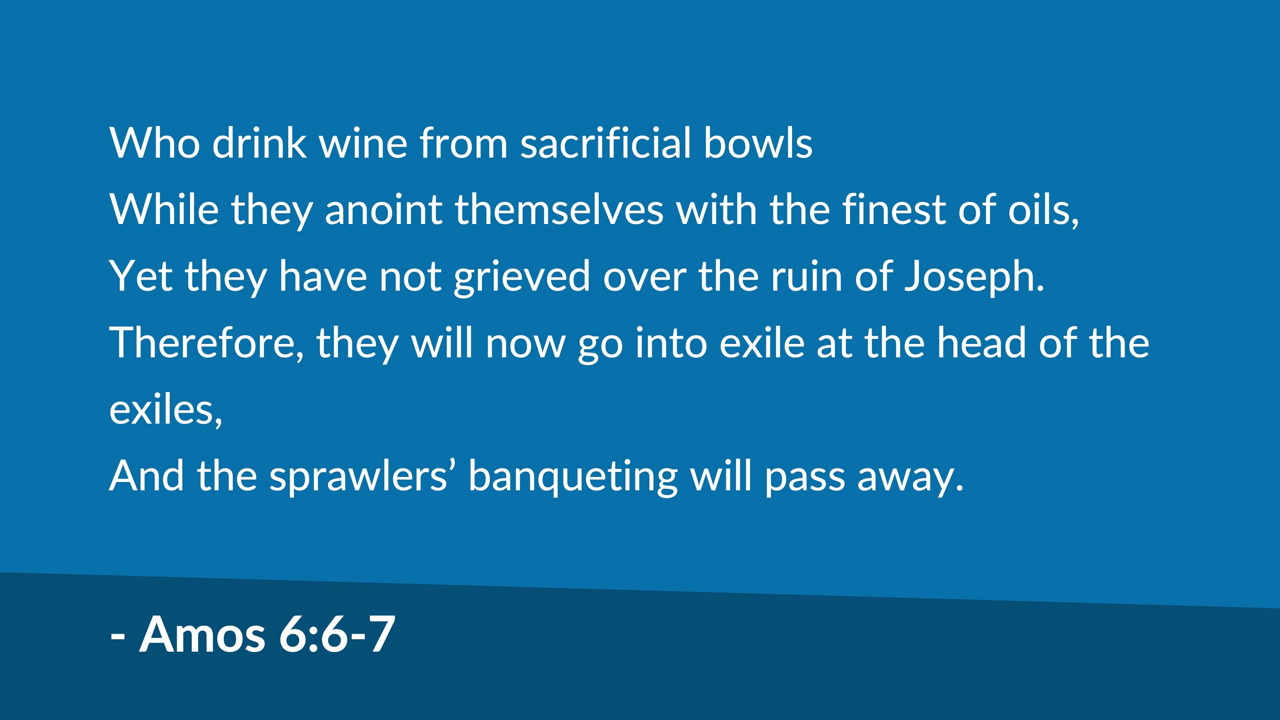 Who drink wine from sacrificial bowls
While they anoint themselves with the finest of oils,
Yet they have not grieved over the ruin of Joseph.
Therefore, they will now go into exile at the head of the
exiles,
And the sprawlers’ banqueting will pass away.
- Amos 6:6-7